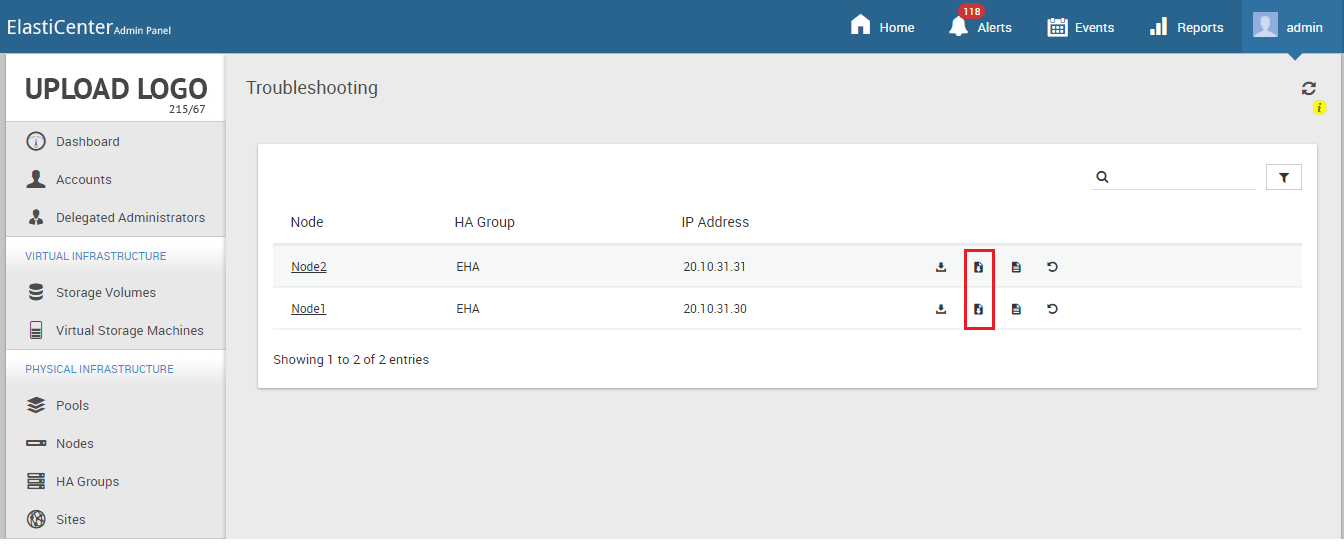 ElastiCenter Admin Panel
Home
118
Alerts
Events
Reports
admin
UPLOAD LOGO
215/67
Dashboard
Accounts
Delegated Administrators
VIRTUAL INFRASTRUCTURE
Storage Volumes
Virtual Storage Machines
PHYSICAL INFRASTRUCTURE
Pools
Nodes
HA Groups
Sites
Troubleshooting
i
Node HA Group IP Address
Node2 EHA 20.10.31.31
Node1 EHA 20.10.31.30
Showing 1 to 2 of 2 entries